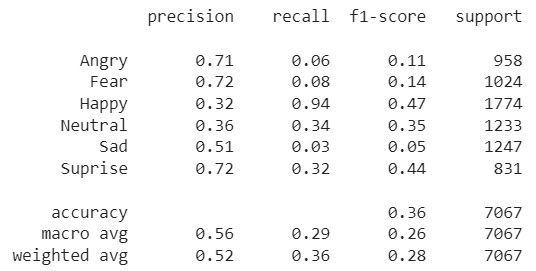 precision recall f1-score support
Angry 0.71 0.06 0.11 958
Fear 0.72 0.08 0.14 1024
Happy 0.32 0.94 0.47 1774
Neutral 0.36 0.34 0.35 1233
Sad 0.51 0.03 0.05 1247
Suprise 0.72 0.32 0.44 831
accuracy 0.36 7067
macro avg 0.56 0.29 0.26 7067
weighted avg 0.52 0.36 0.28 7067